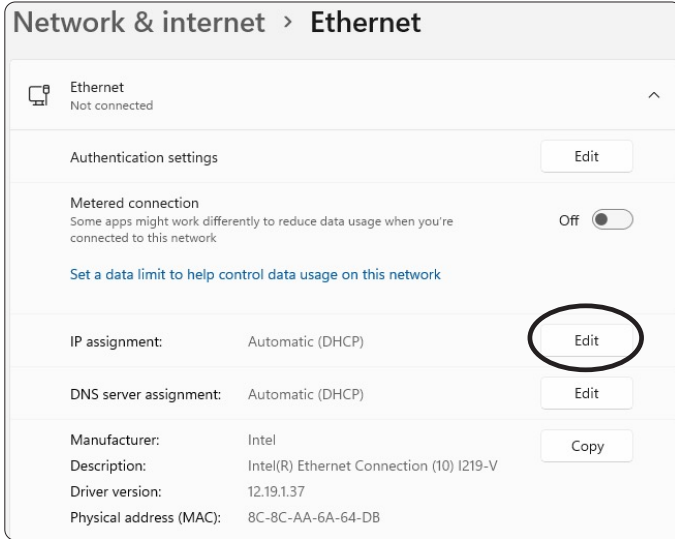 Network & internet > Ethernet
Ethernet
Not connected
Authentication settings Edit
Metered connection
Some apps might work differently to reduce data usage when you're
connected to this network
Off
Set a data limit to help control data usage on this network
IP assignment: Automatic (DHCP) Edit
DNS server assignment: Automatic (DHCP) Edit
Manufacturer: Intel Copy
Description: Intel(R) Ethernet Connection (10) I219-V
Driver version: 12.19.1.37
Physical address (MAC): 8C-8C-AA-6A-64-DB